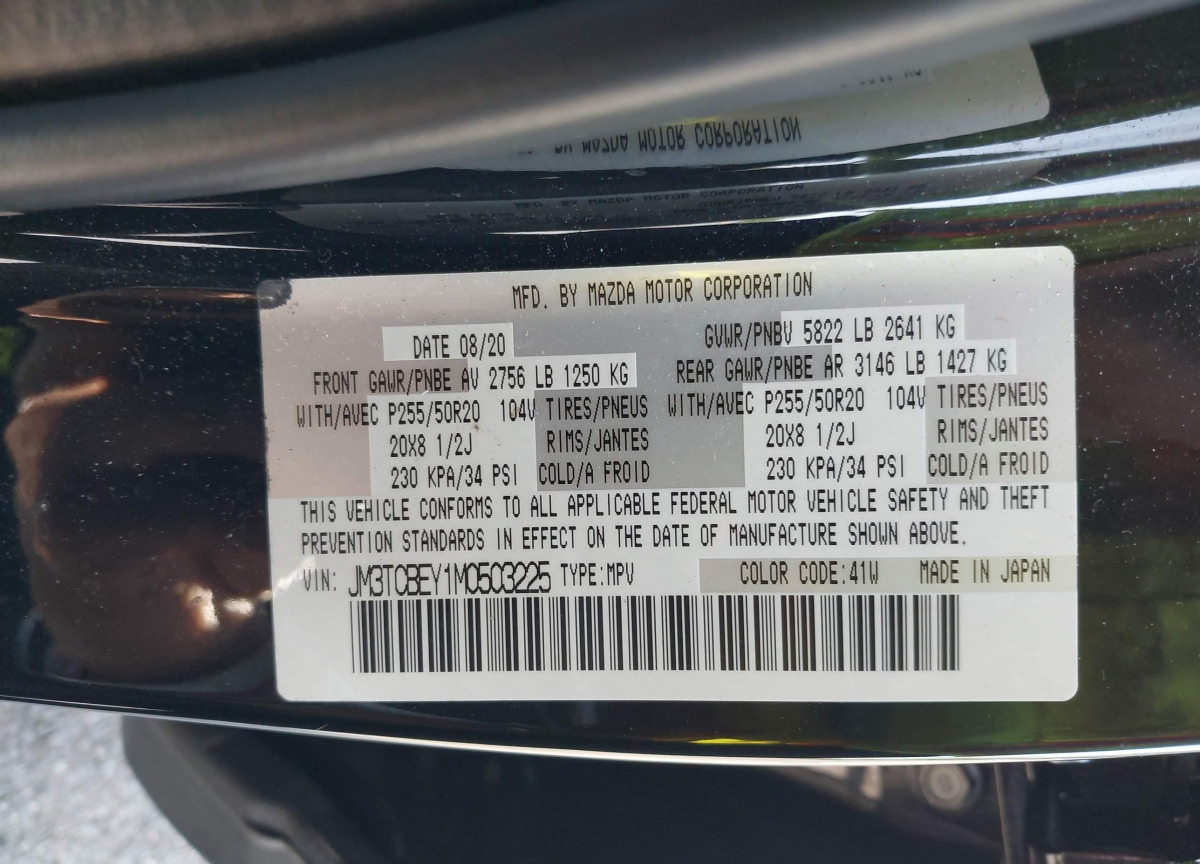 MFD. BY MAZDA MOTOR CORPORATION
DATE 08/20 GVWR/PNBV 5822 LB 2641 KG
FRONT GAWR/PNBE AV 2756 LB 1250 KG REAR GAWR/PNBE AR 3146 LB 1427 KG
WITH/AVEC P255/50R20 104V TIRES/PNEUS WITH/AVEC P255/50R20 104V TIRES/PNEUS
20X8 1/2J RIMS/JANTES 20X8 1/2J RIMS/JANTES
230 KPA/34 PSI COLD/A FROID 230 KPA/34 PSI COLD/A FROID
THIS VEHICLE CONFORMS TO ALL APPLICABLE FEDERAL MOTOR VEHICLE SAFETY AND THEFT
PREVENTION STANDARDS IN EFFECT ON THE DATE OF MANUFACTURE SHOWN ABOVE.
VIN: JM3TCBEY1M0503225 TYPE:MPV COLOR CODE:41W MADE IN JAPAN